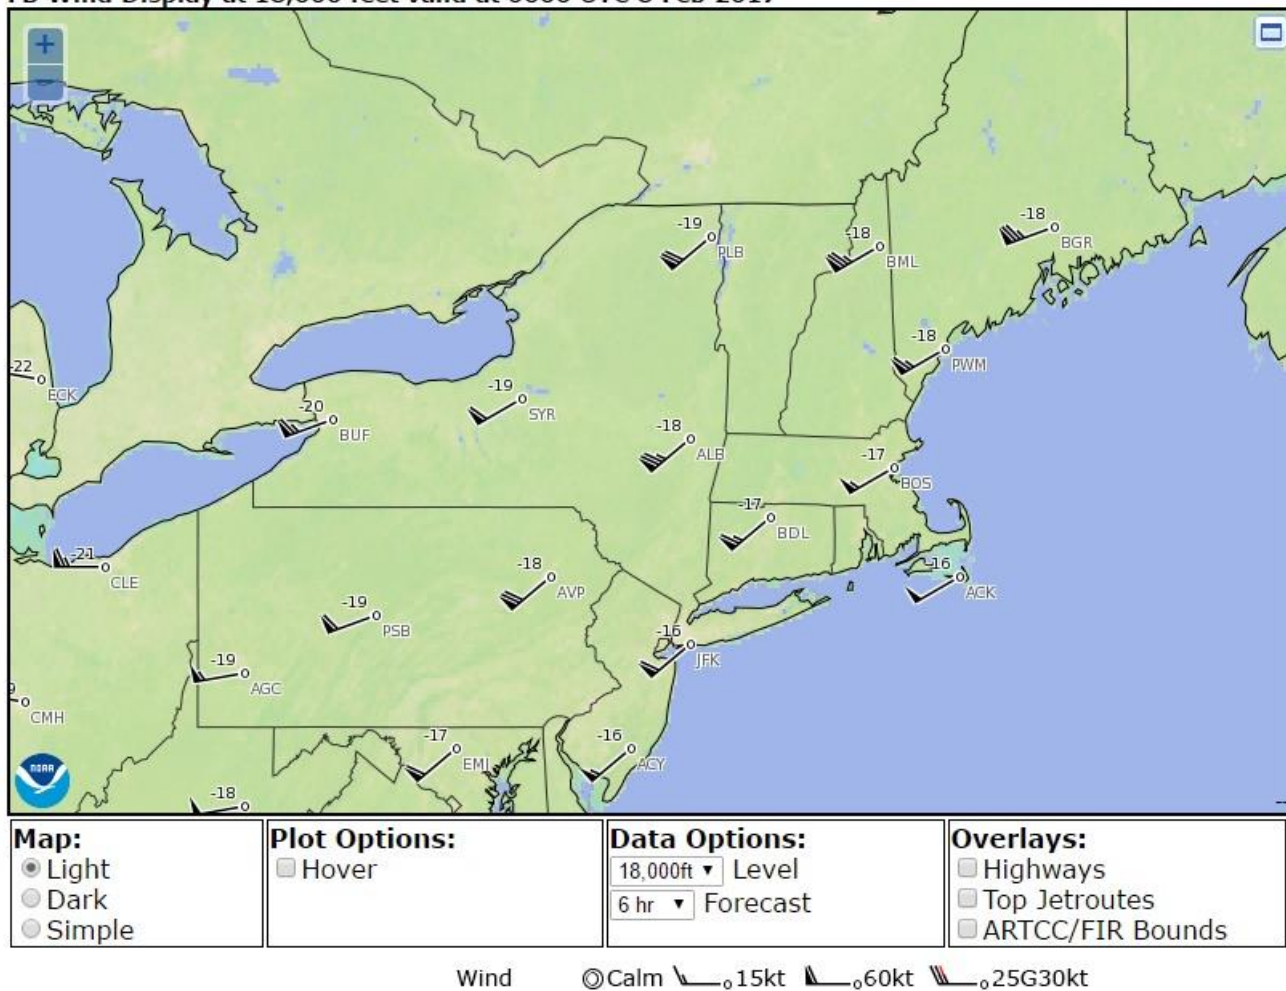 FB Wind Display at 18,000 feet valid at 0000 UTC 8 Feb 2017
+
−
-19
PLB
-18
BML
-18
BGR
-22
ECK
-18
PWM
-20
BUF
-19
SYR
-18
ALB
-17
BOS
-17
BDL
-21
CLE
-18
AVP
-16
ACK
-19
PSB
-16
JFK
-19
AGC
9
CMH
-17
EMI
-16
ACY
NOAA
-18
Map:
Light
Dark
Simple
Plot Options:
Hover
Data Options:
18,000ft Level
6 hr Forecast
Overlays:
Highways
Top Jetroutes
ARTCC/FIR Bounds
Wind Calm 15kt 60kt 25G30kt